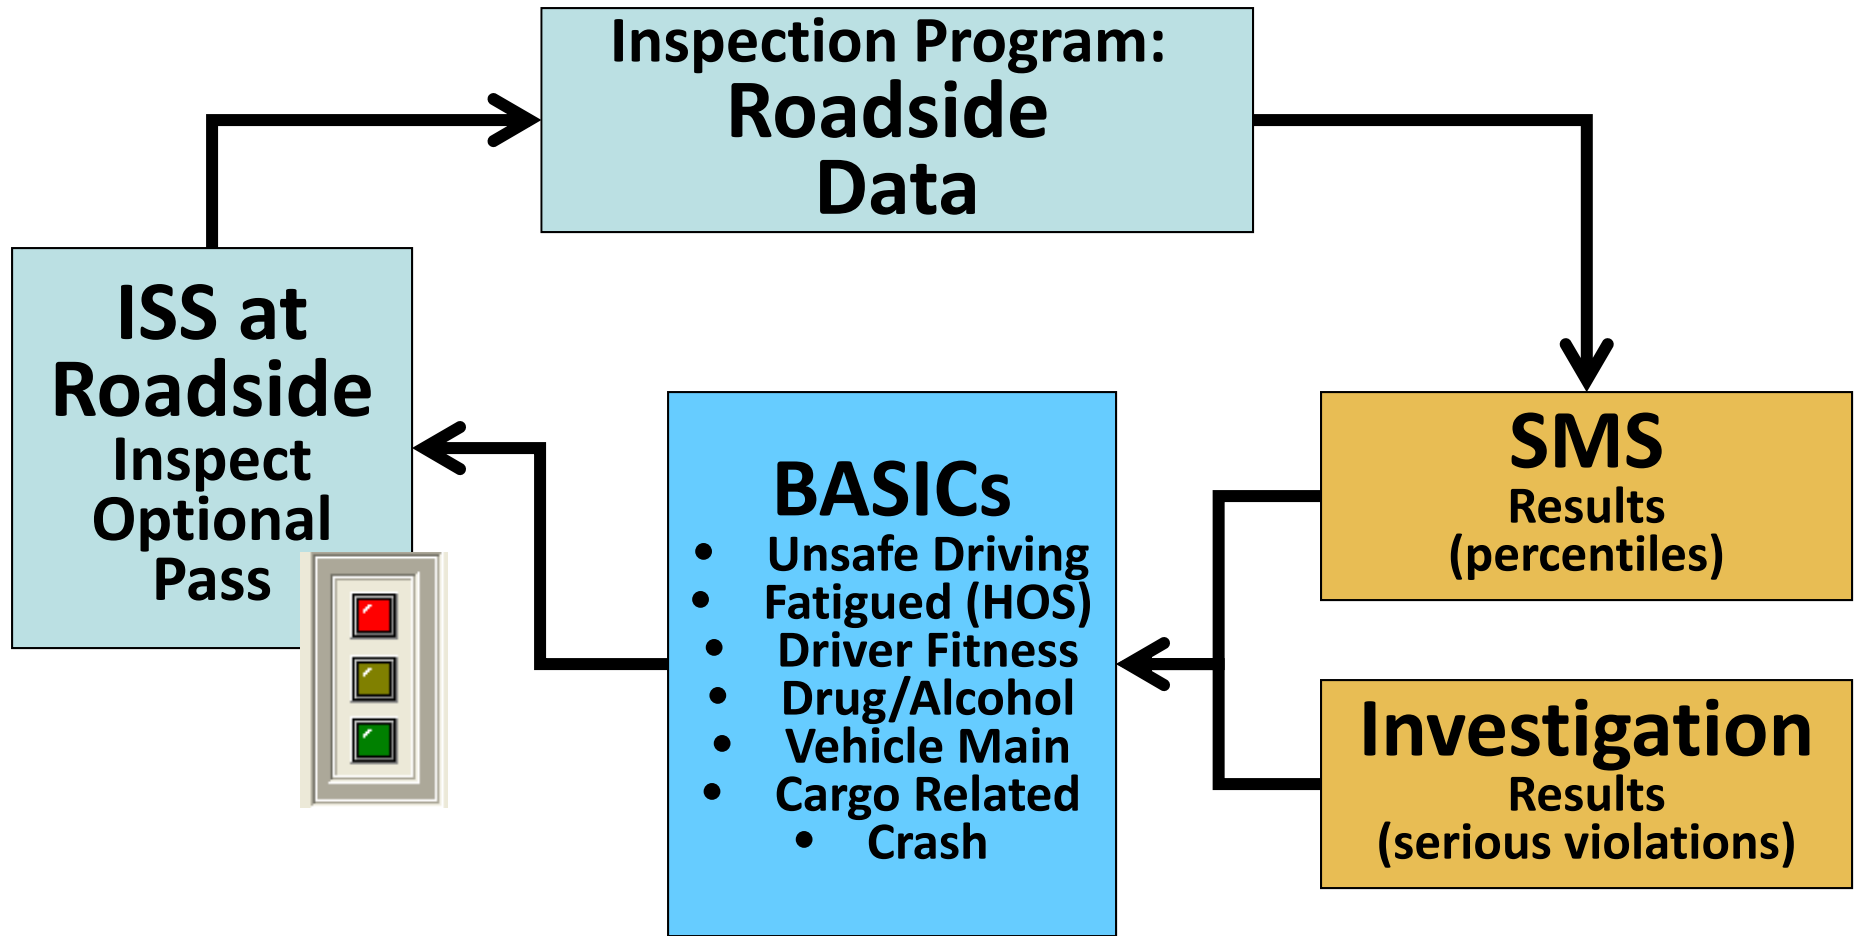 Inspection Program:
Roadside
Data
ISS at
Roadside
Inspect
Optional
Pass
BASICs
• Unsafe Driving
• Fatigued (HOS)
• Driver Fitness
• Drug/Alcohol
• Vehicle Main
• Cargo Related
• Crash
SMS
Results
(percentiles)
Investigation
Results
(serious violations)